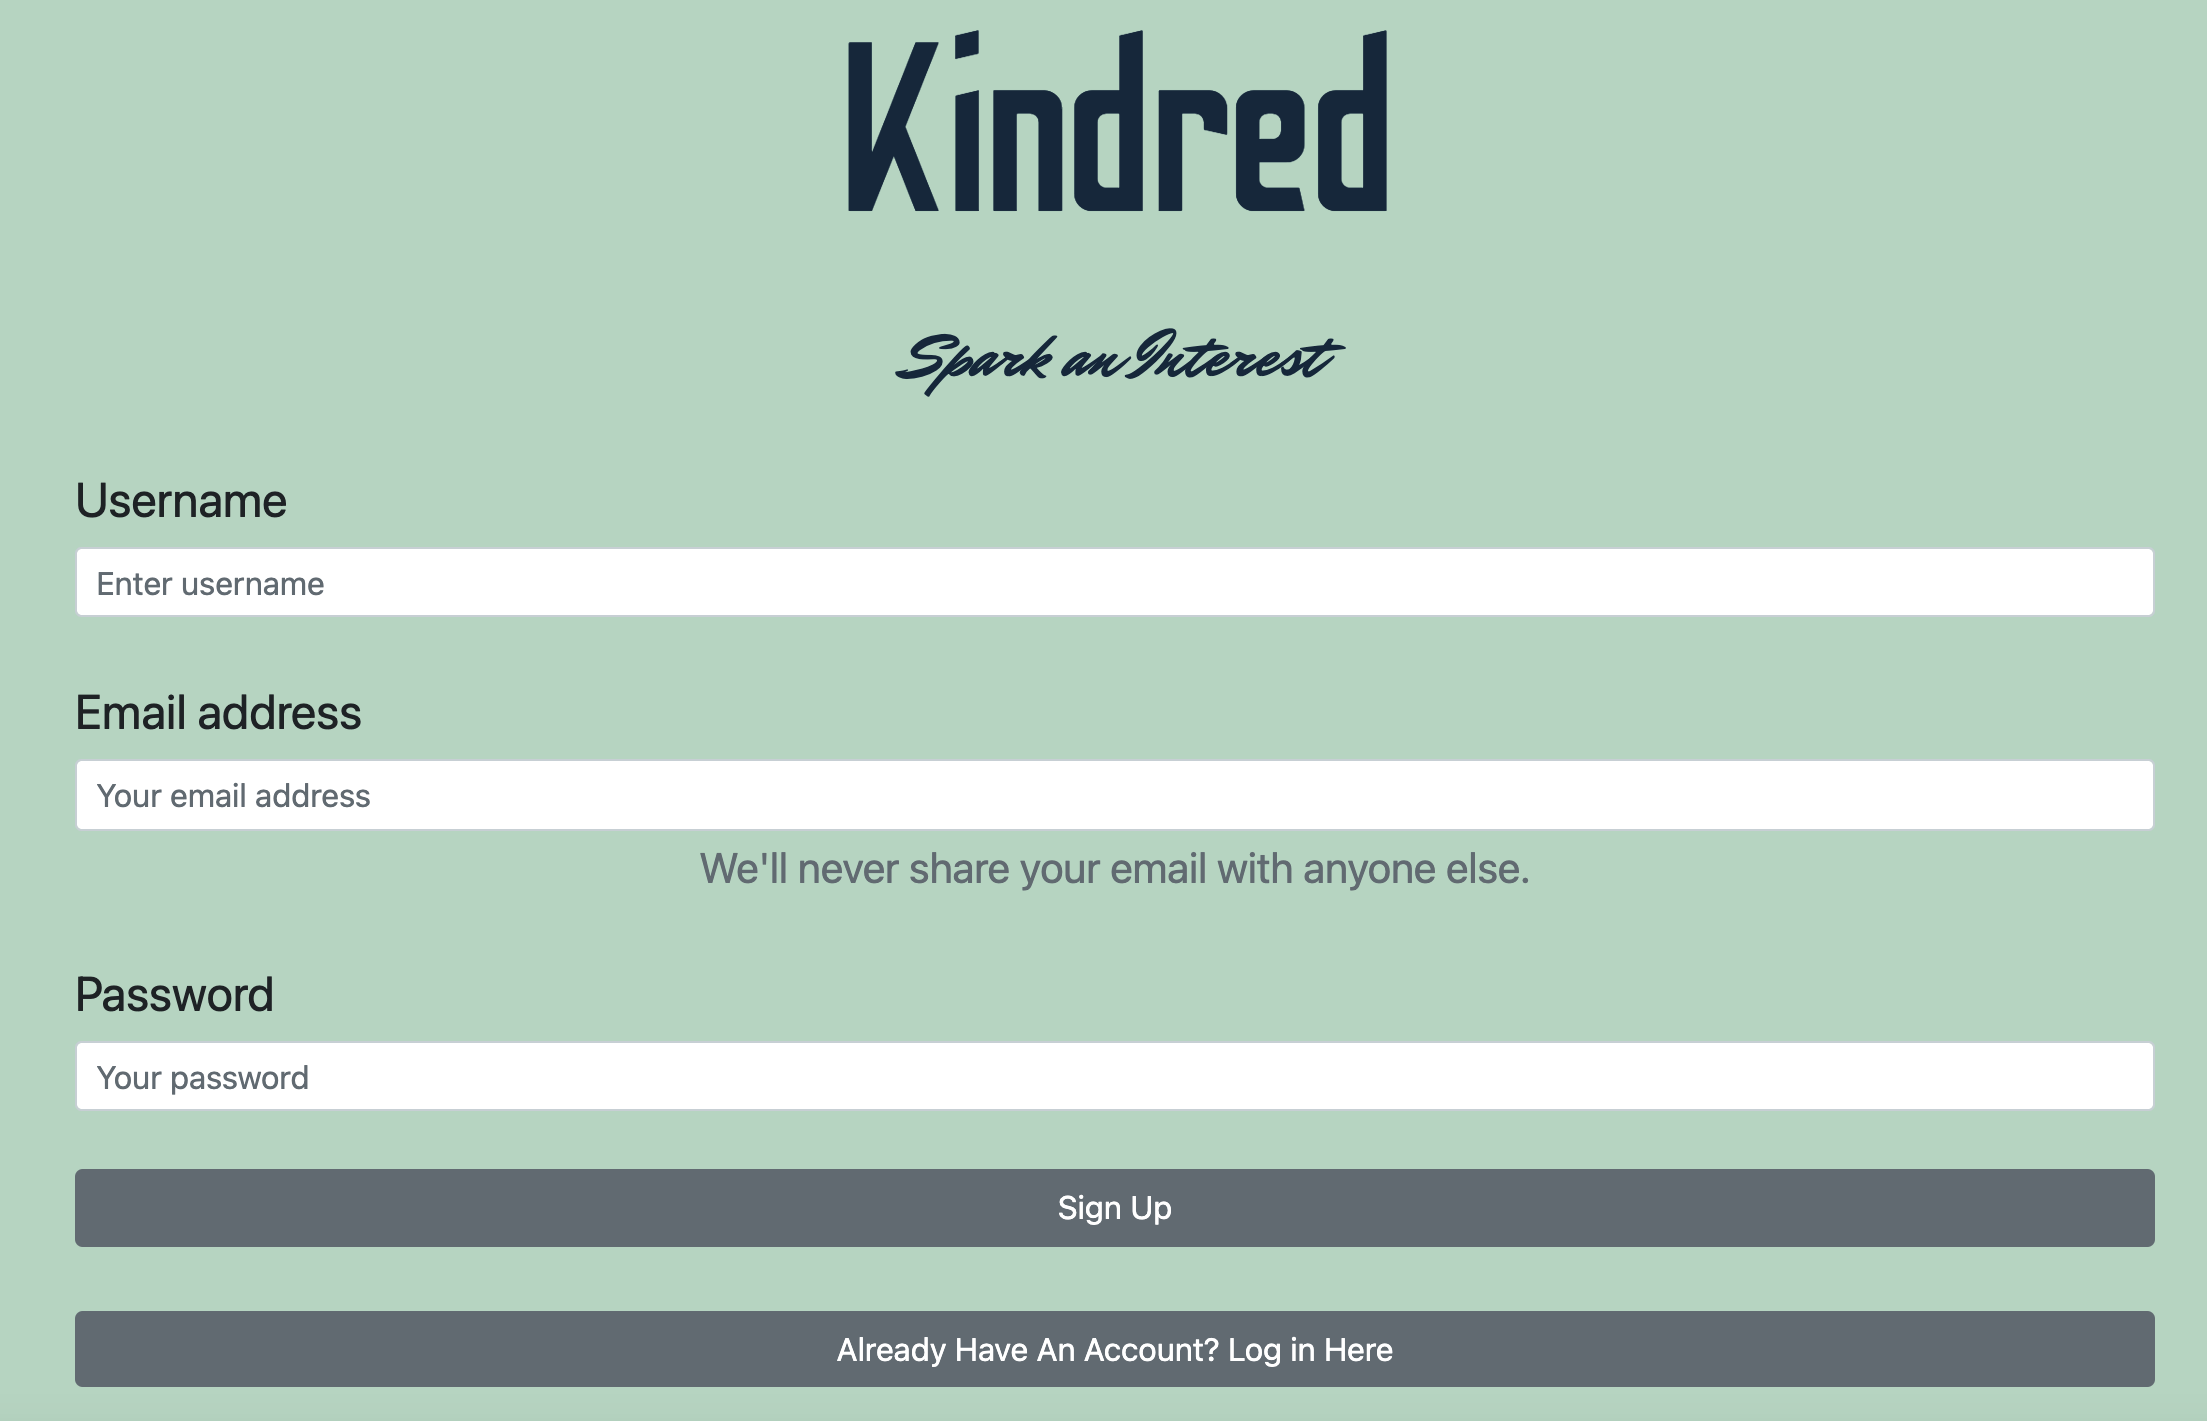 Kindred
Spark an Interest
Username
Enter username
Email address
Your email address
We'll never share your email with anyone else.
Password
Your password
Sign Up
Already Have An Account? Log in Here